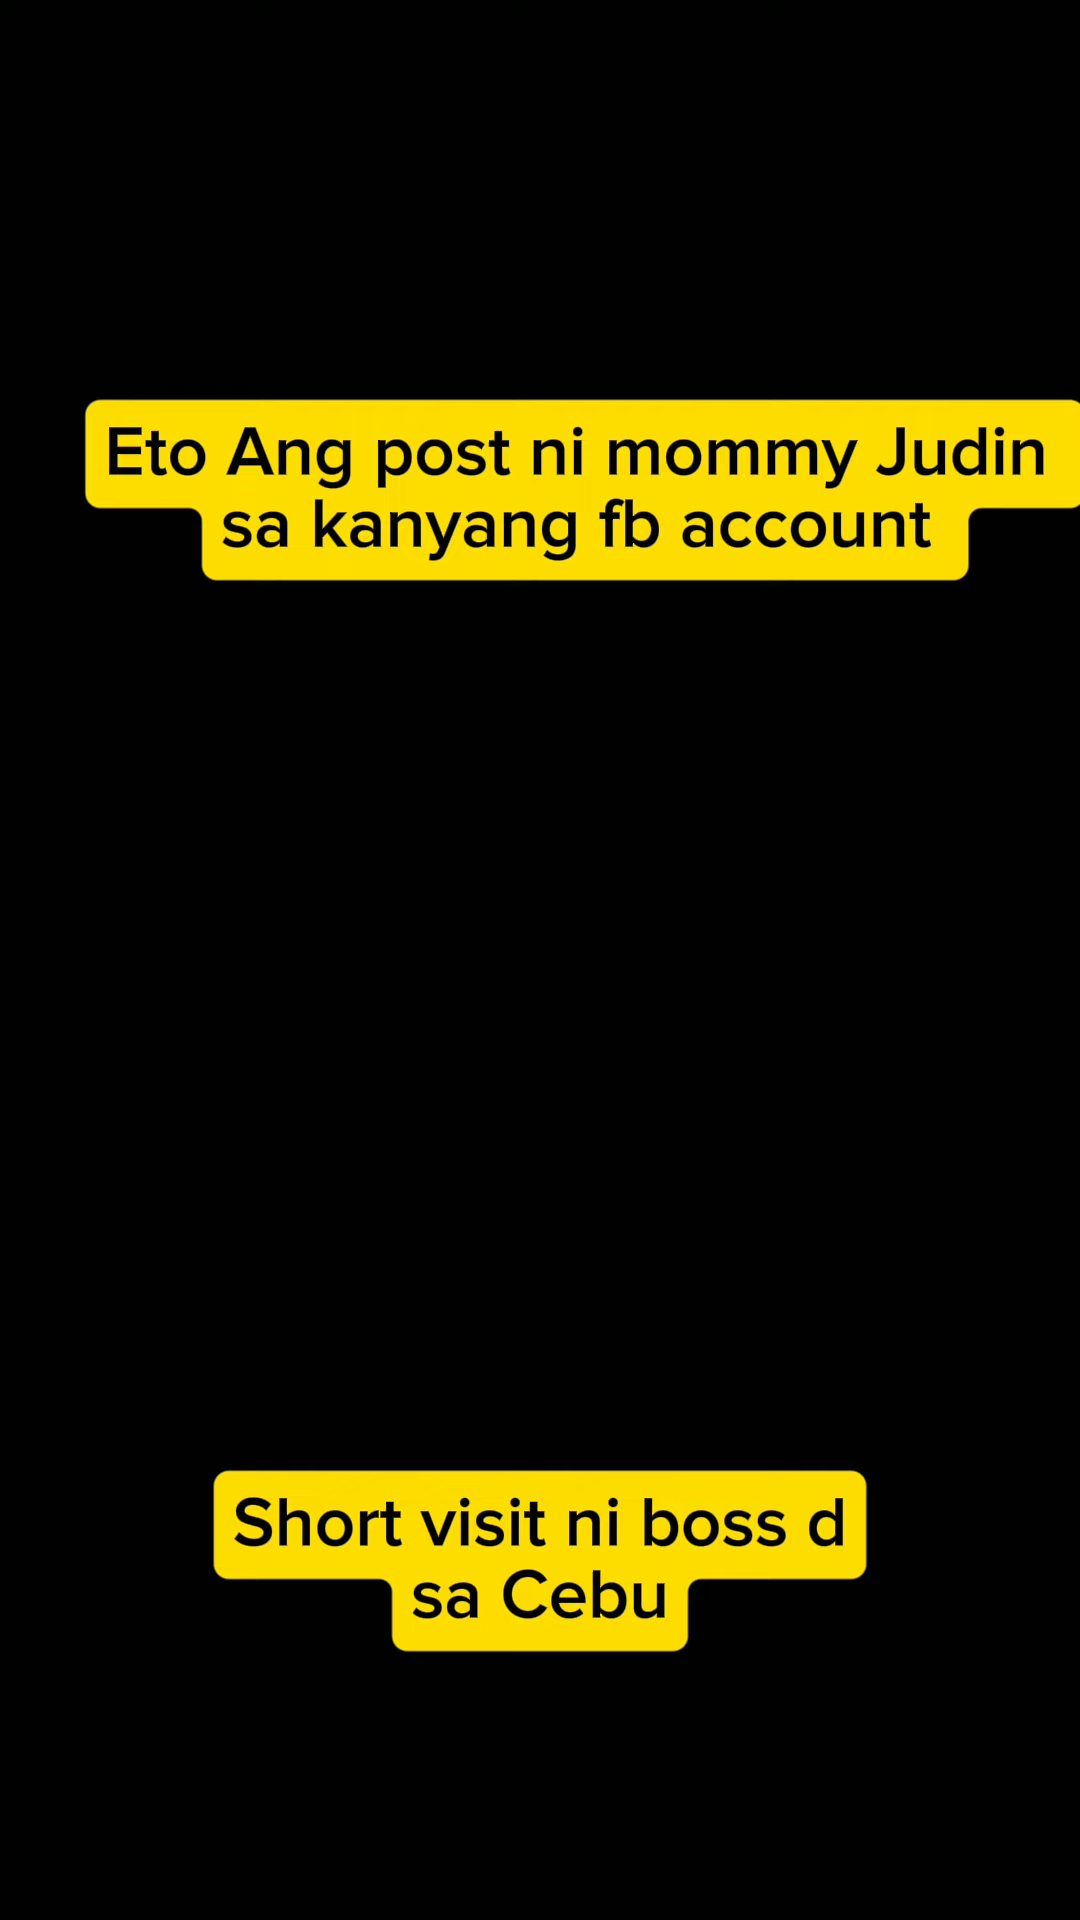 Eto Ang post ni mommy Judin
sa kanyang fb account
Short visit ni boss d
sa Cebu